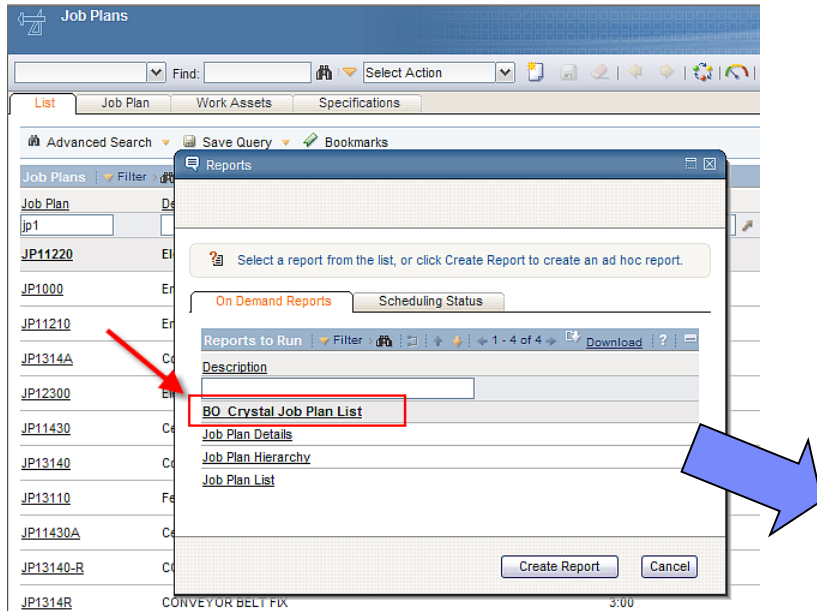 Job Plans
Find: Select Action
List Job Plan Work Assets Specifications
Advanced Search Save Query Bookmarks
Reports
Job Plans Filter
Job Plan
jp1
Select a report from the list, or click Create Report to create an ad hoc report.
JP11220
JP1000
On Demand Reports Scheduling Status
JP11210
Reports to Run Filter 1 - 4 of 4 Download ?
JP1314A
Description
JP12300
BO Crystal Job Plan List
JP11430
Job Plan Details
JP13140
Job Plan Hierarchy
Job Plan List
JP13110
JP11430A
JP13140-R
Create Report Cancel
JP1314R CONVEYOR BELT FIX 3:00